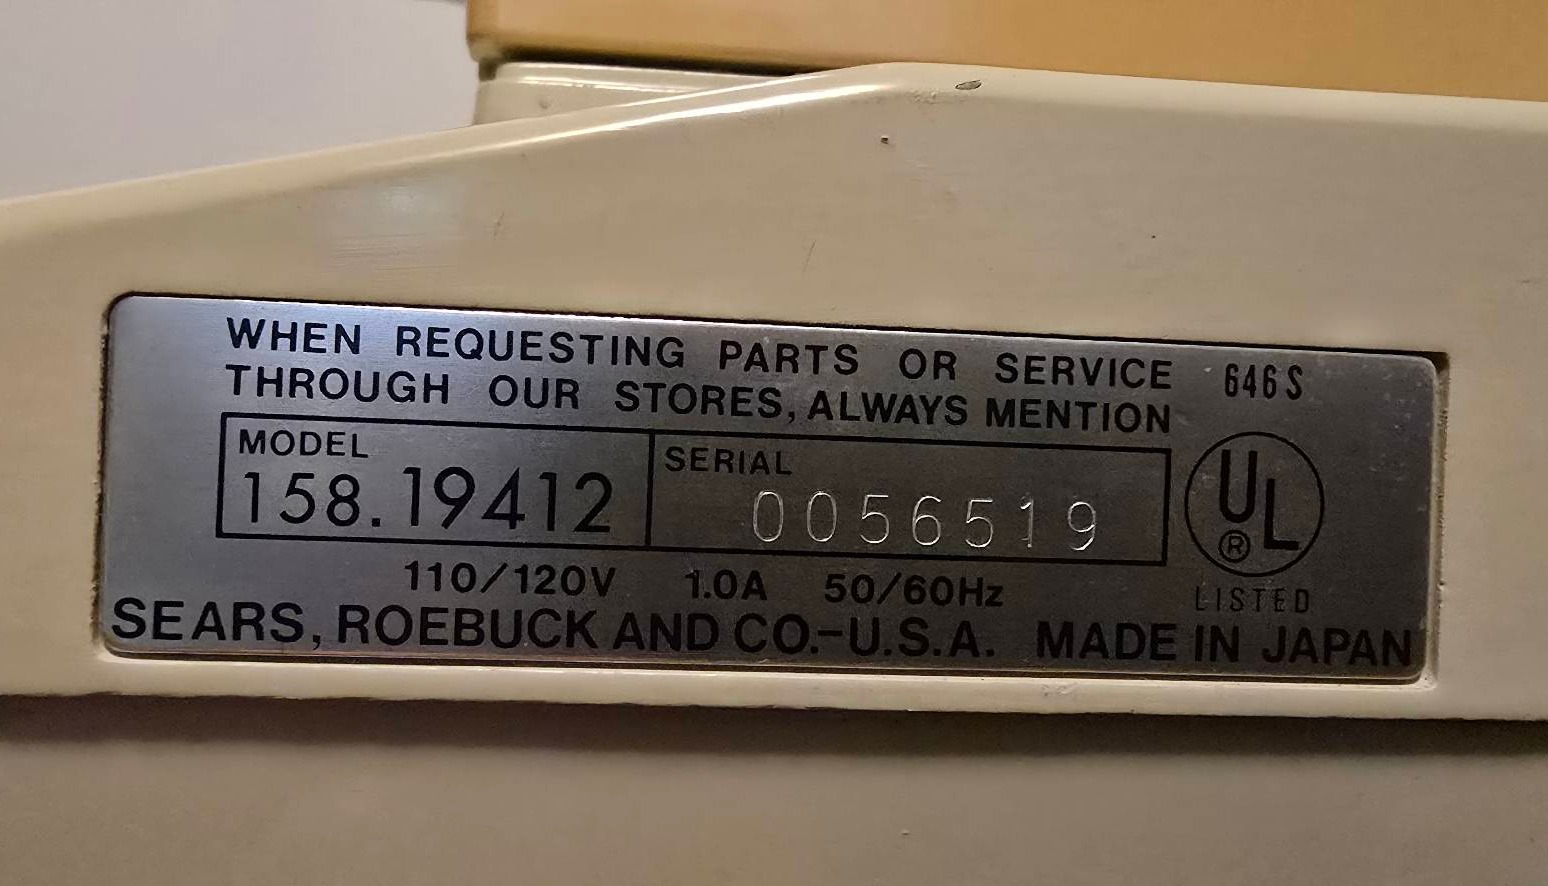 WHEN REQUESTING PARTS OR SERVICE 646S
THROUGH OUR STORES, ALWAYS MENTION
MODEL
158.19412
SERIAL
0056519
UL
®
LISTED
110/120V 1.0A 50/60Hz
SEARS, ROEBUCK AND CO.-U.S.A. MADE IN JAPAN